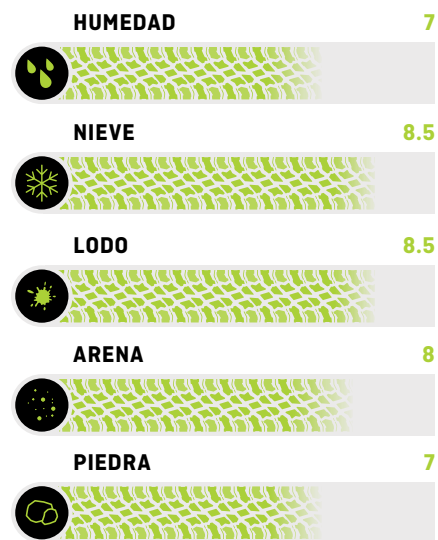 HUMEDAD 7
NIEVE 8.5
LODO 8.5
ARENA 8
PIEDRA 7